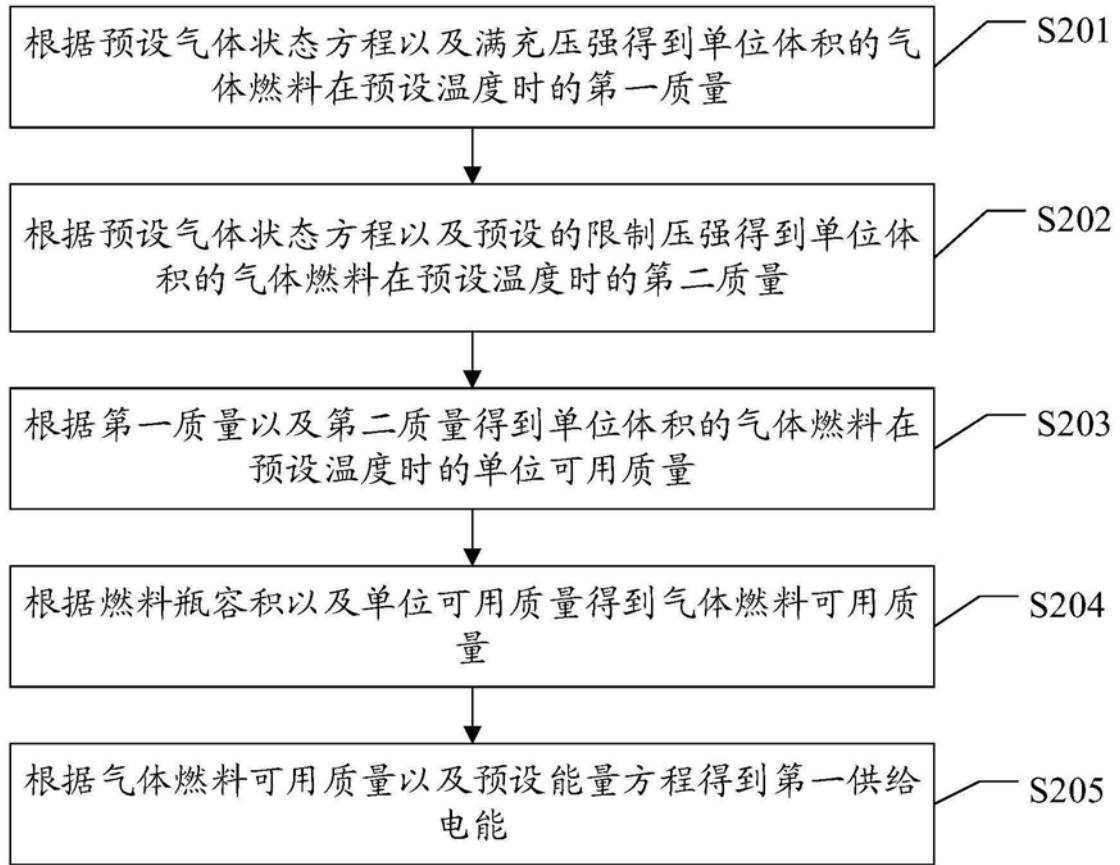 根据预设气体状态方程以及满充压强得到单位体积的气
体燃料在预设温度时的第一质量
S201
根据预设气体状态方程以及预设的限制压强得到单位体
积的气体燃料在预设温度时的第二质量
S202
根据第一质量以及第二质量得到单位体积的气体燃料在
预设温度时的单位可用质量
S203
根据燃料瓶容积以及单位可用质量得到气体燃料可用质
量
S204
根据气体燃料可用质量以及预设能量方程得到第一供给
电能
S205